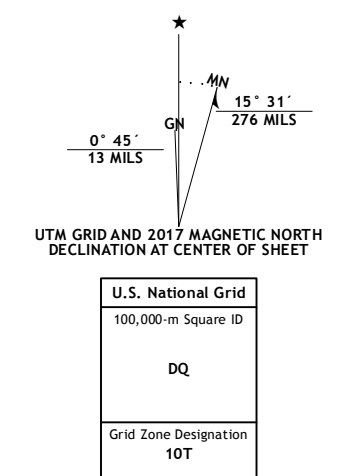 ★
MN
GN
15° 31´
276 MILS
0° 45´
13 MILS
UTM GRID AND 2017 MAGNETIC NORTH
DECLINATION AT CENTER OF SHEET
U.S. National Grid
100,000-m Square ID
DQ
Grid Zone Designation
10T